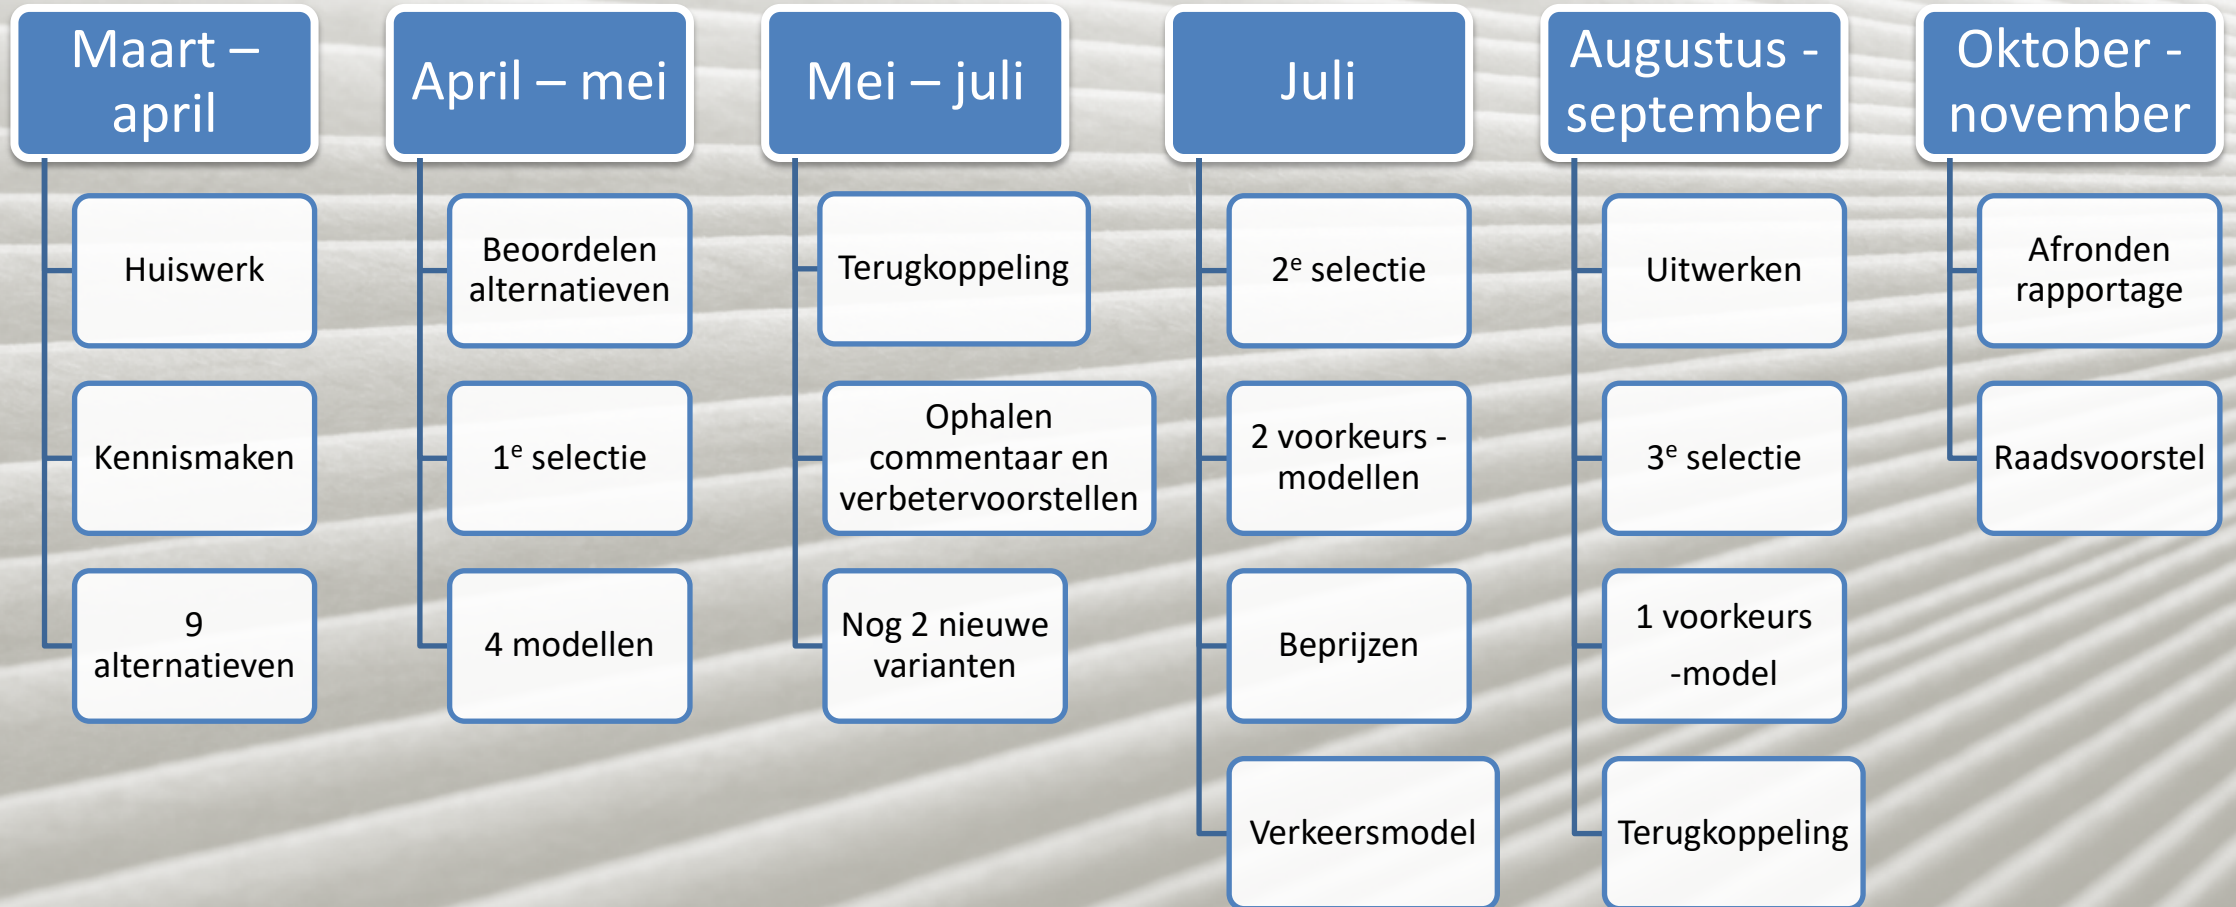 Maart –
april
Huiswerk
Kennismaken
9
alternatieven
April – mei
Beoordelen
alternatieven
1e selectie
4 modellen
Mei – juli
Terugkoppeling
Ophalen
commentaar en
verbetervoorstellen
Nog 2 nieuwe
varianten
Juli
2e selectie
2 voorkeurs -
modellen
Beprijzen
Verkeersmodel
Augustus -
september
Uitwerken
3e selectie
1 voorkeurs
-model
Terugkoppeling
Oktober -
november
Afronden
rapportage
Raadsvoorstel